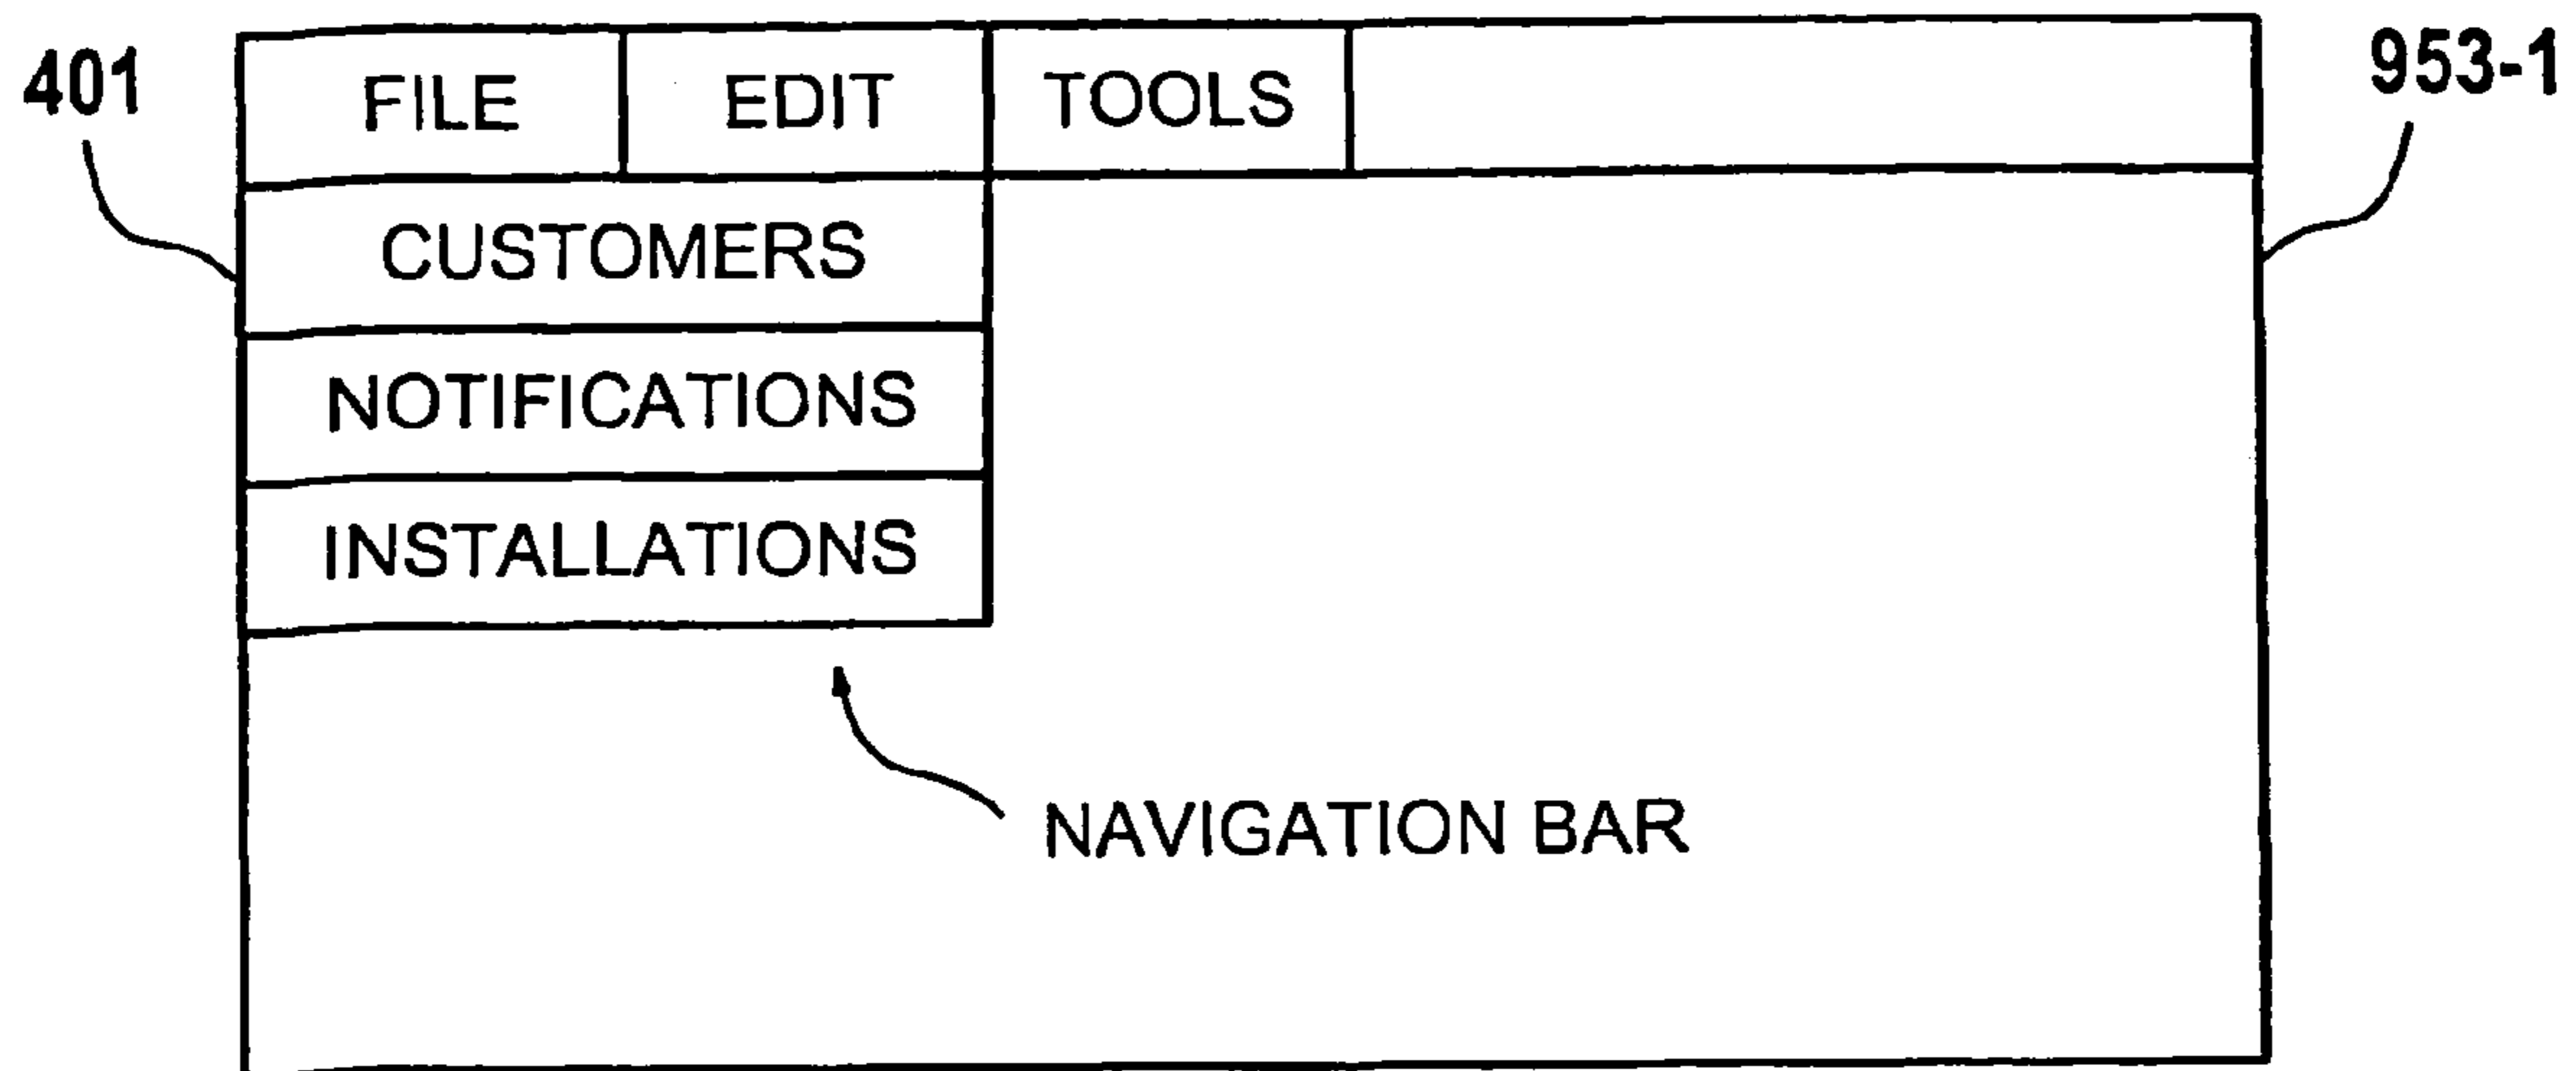 401 FILE EDIT TOOLS 953-1
CUSTOMERS
NOTIFICATIONS
INSTALLATIONS
NAVIGATION BAR